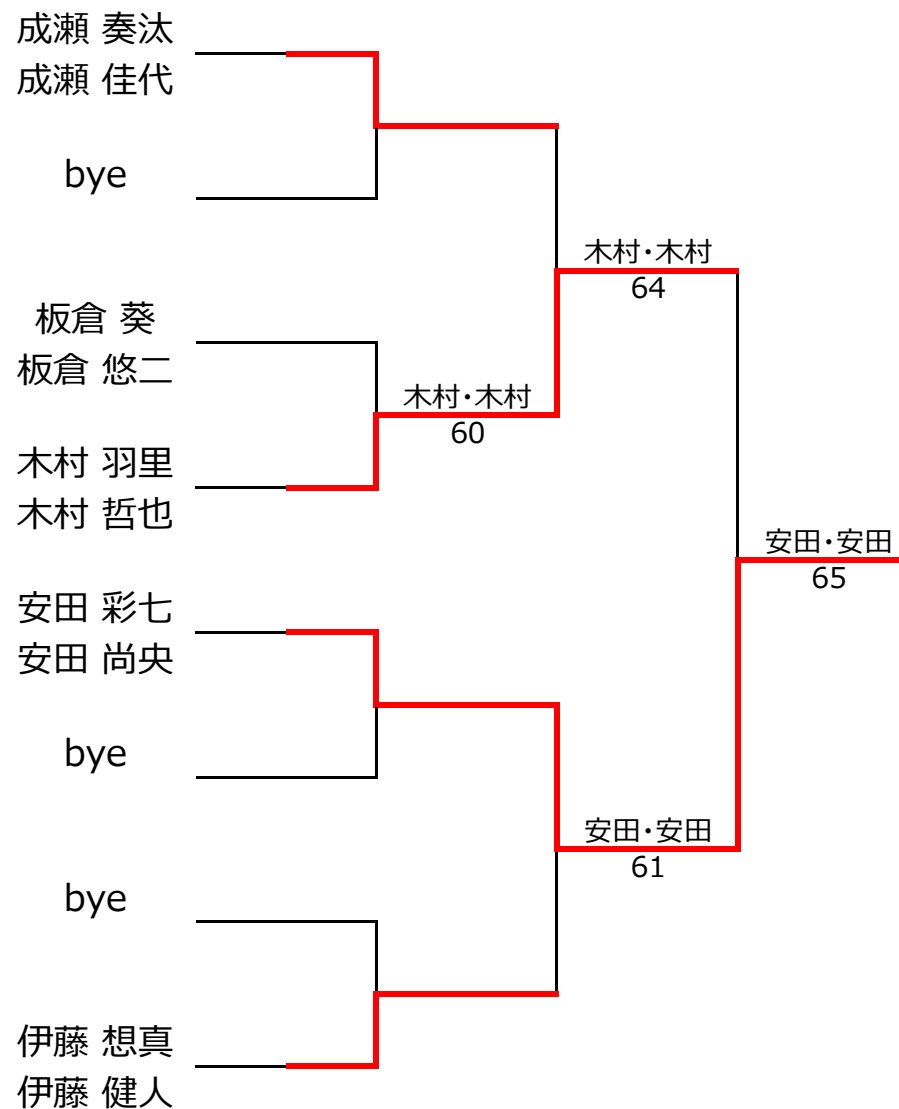 成瀬 奏汰
成瀬 佳代
bye
木村・木村
64
板倉 葵
板倉 悠二
木村・木村
60
木村 羽里
木村 哲也
安田・安田
65
安田 彩七
安田 尚央
bye
安田・安田
61
bye
伊藤 想真
伊藤 健人